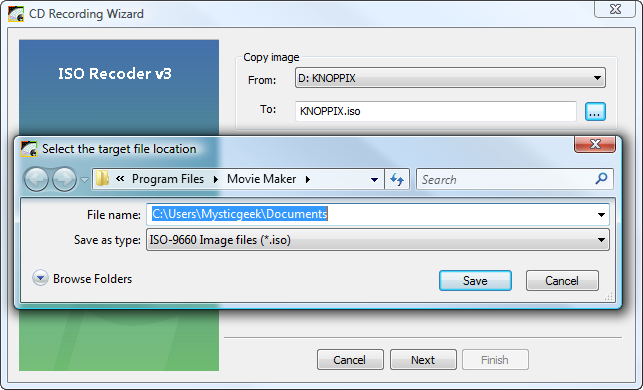 CD Recording Wizard
ISO Recoder v3
Copy image
From: D: KNOPPIX
To: KNOPPIX.iso
...
Select the target file location
« Program Files ▸ Movie Maker ▸ Search
File name: C:\Users\Mysticgeek\Documents
Save as type: ISO-9660 Image files (*.iso)
Browse Folders Save Cancel
Cancel Next Finish